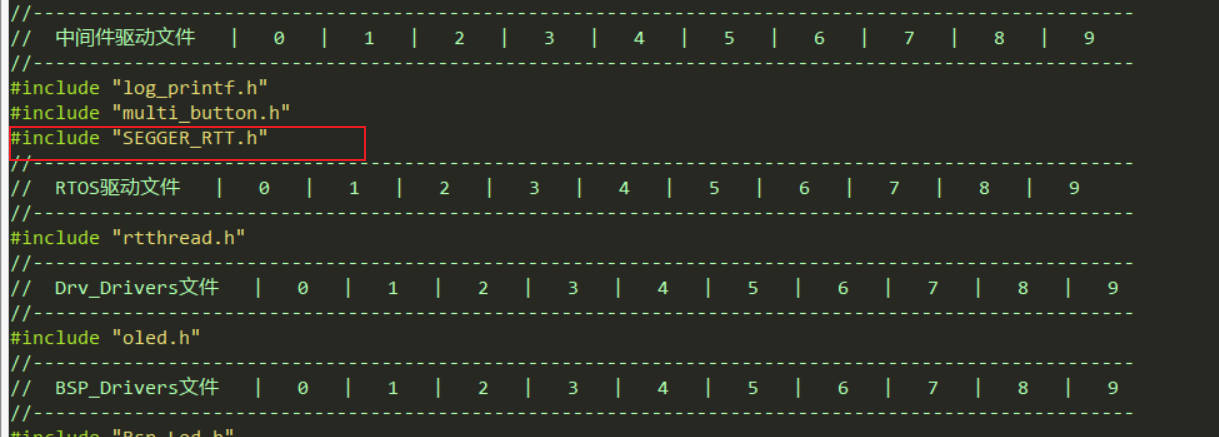 //--------------------------------------------------------------------------------------------------
//  中间件驱动文件   |   0   |   1   |   2   |   3   |   4   |   5   |   6   |   7   |   8   |   9
//--------------------------------------------------------------------------------------------------
#include "log_printf.h"
#include "multi_button.h"
#include "SEGGER_RTT.h"
//--------------------------------------------------------------------------------------------------
//  RTOS驱动文件   |   0   |   1   |   2   |   3   |   4   |   5   |   6   |   7   |   8   |   9
//--------------------------------------------------------------------------------------------------
#include "rtthread.h"
//--------------------------------------------------------------------------------------------------
//  Drv_Drivers文件   |   0   |   1   |   2   |   3   |   4   |   5   |   6   |   7   |   8   |   9
//--------------------------------------------------------------------------------------------------
#include "oled.h"
//--------------------------------------------------------------------------------------------------
//  BSP_Drivers文件   |   0   |   1   |   2   |   3   |   4   |   5   |   6   |   7   |   8   |   9
//--------------------------------------------------------------------------------------------------
#include "Bsp_Led.h"